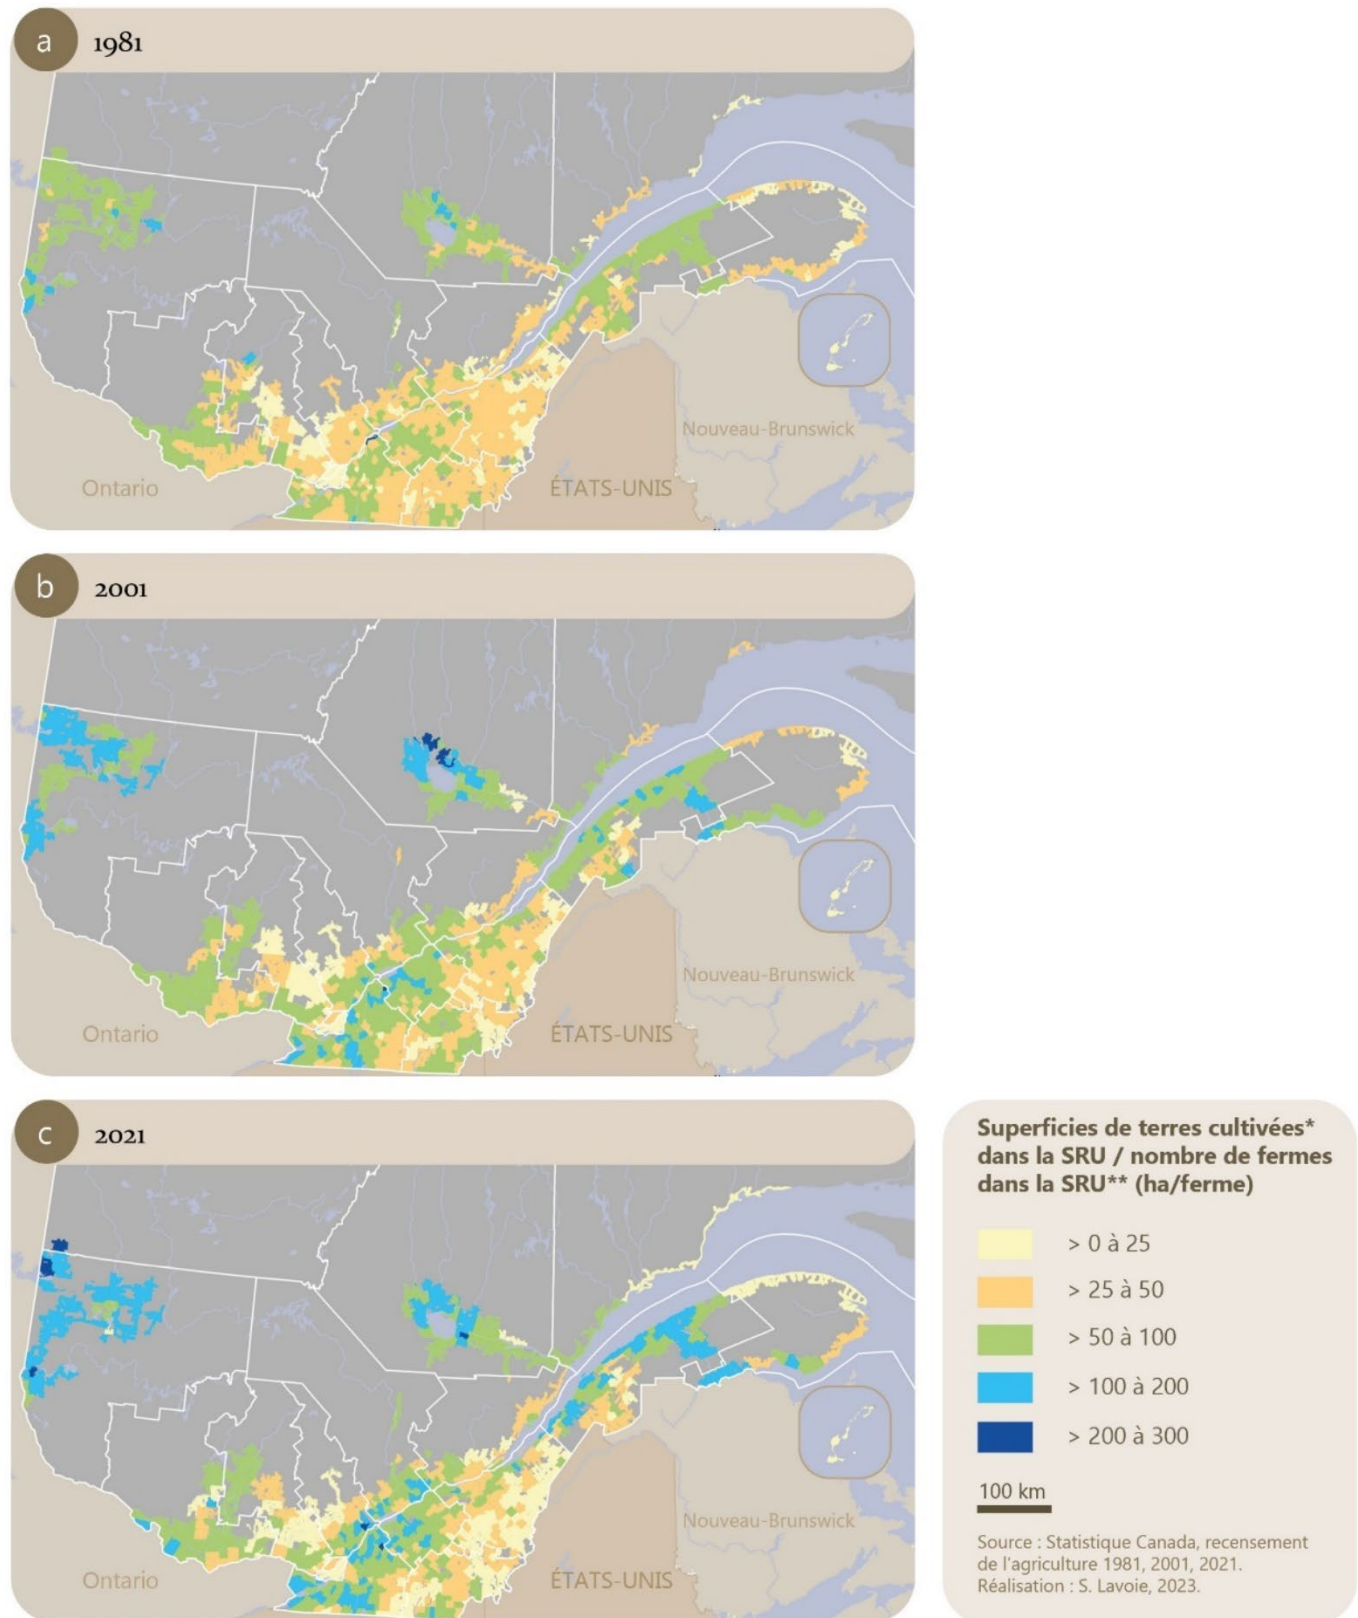 a 1981
Nouveau-Brunswick
Ontario
ÉTATS-UNIS
b 2001
Nouveau-Brunswick
Ontario
ÉTATS-UNIS
c 2021
Nouveau-Brunswick
Ontario
ÉTATS-UNIS
Superficies de terres cultivées*
dans la SRU / nombre de fermes
dans la SRU** (ha/ferme)
> 0 à 25
> 25 à 50
> 50 à 100
> 100 à 200
> 200 à 300
100 km
Source : Statistique Canada, recensement
de l'agriculture 1981, 2001, 2021.
Réalisation : S. Lavoie, 2023.